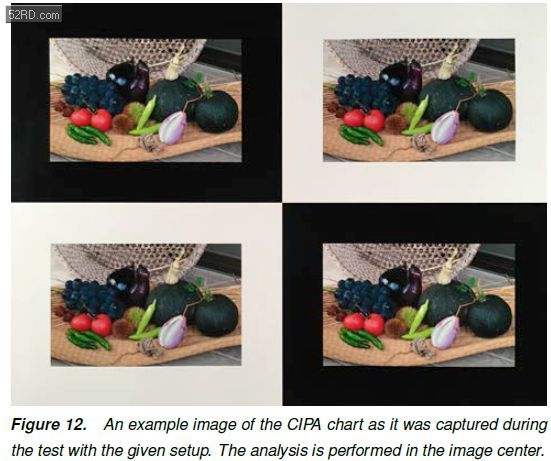 52RD.com
Figure 12. An example image of the CIPA chart as it was captured during
the test with the given setup. The analysis is performed in the image center.